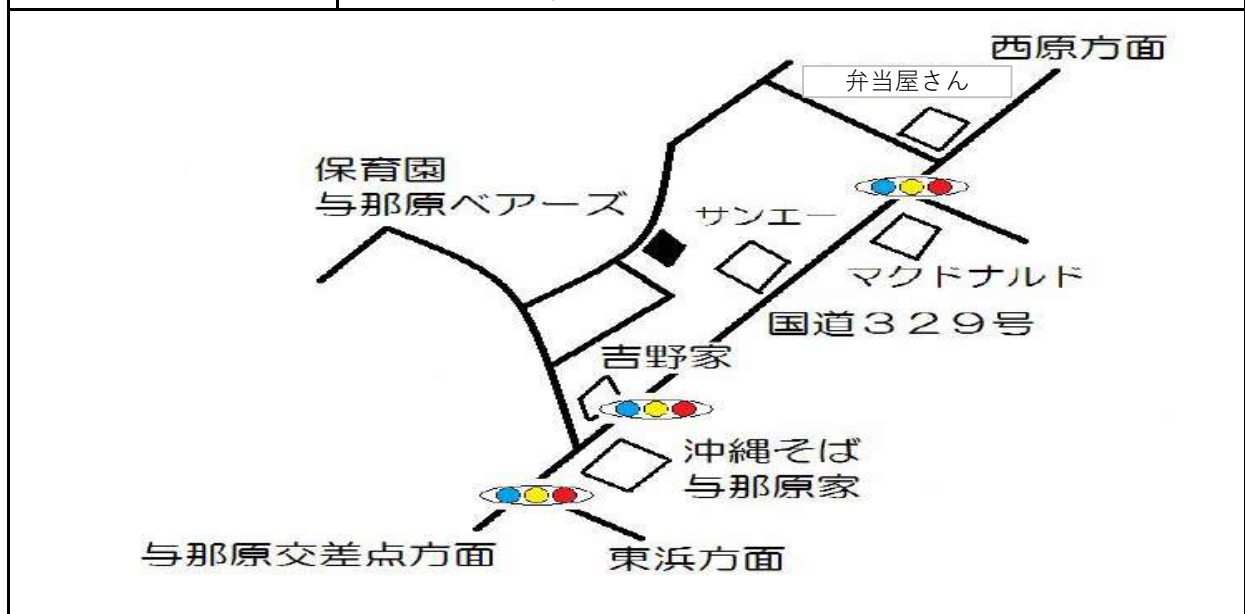 西原方面
弁当屋さん
保育園
与那原ベアーズ
サンエー
マクドナルド
国道３２９号
吉野家
沖縄そば
与那原家
与那原交差点方面
東浜方面